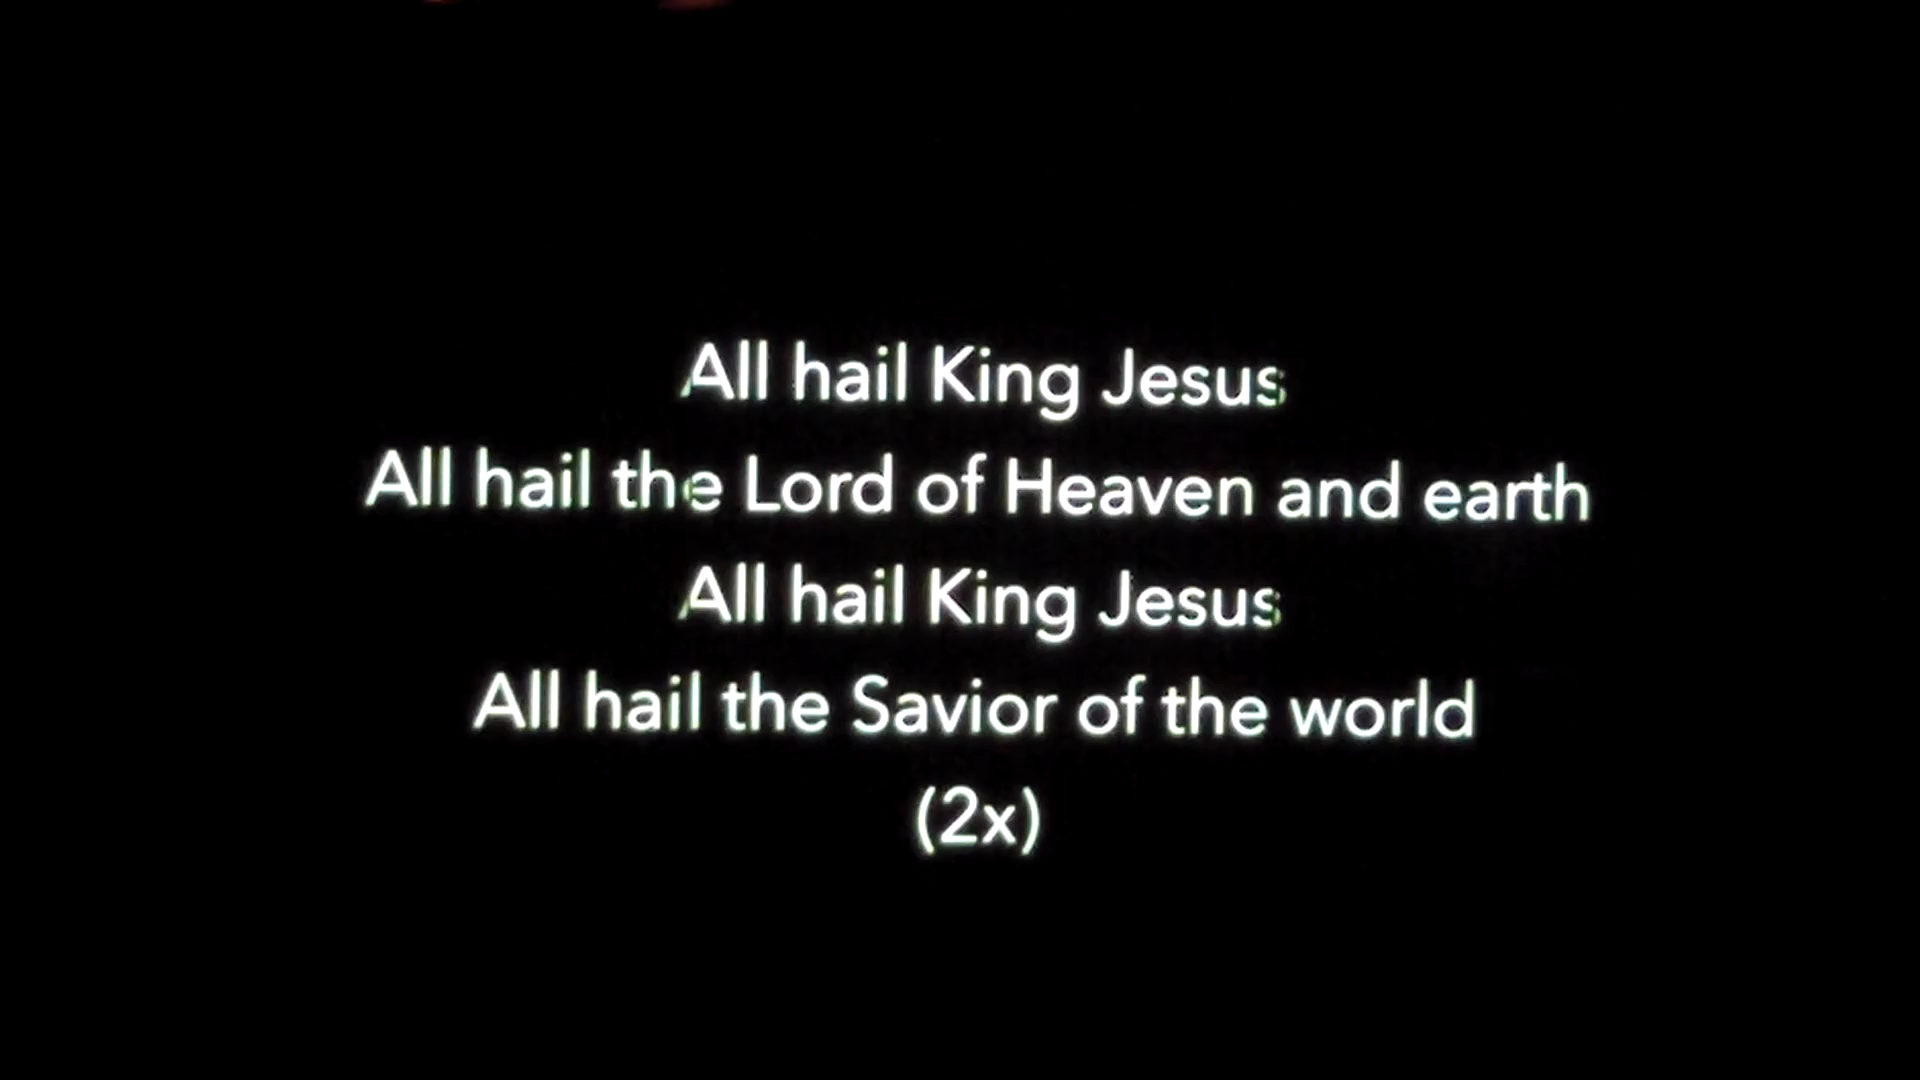 All hail King Jesus
All hail the Lord of Heaven and earth
All hail King Jesus
All hail the Savior of the world
(2x)